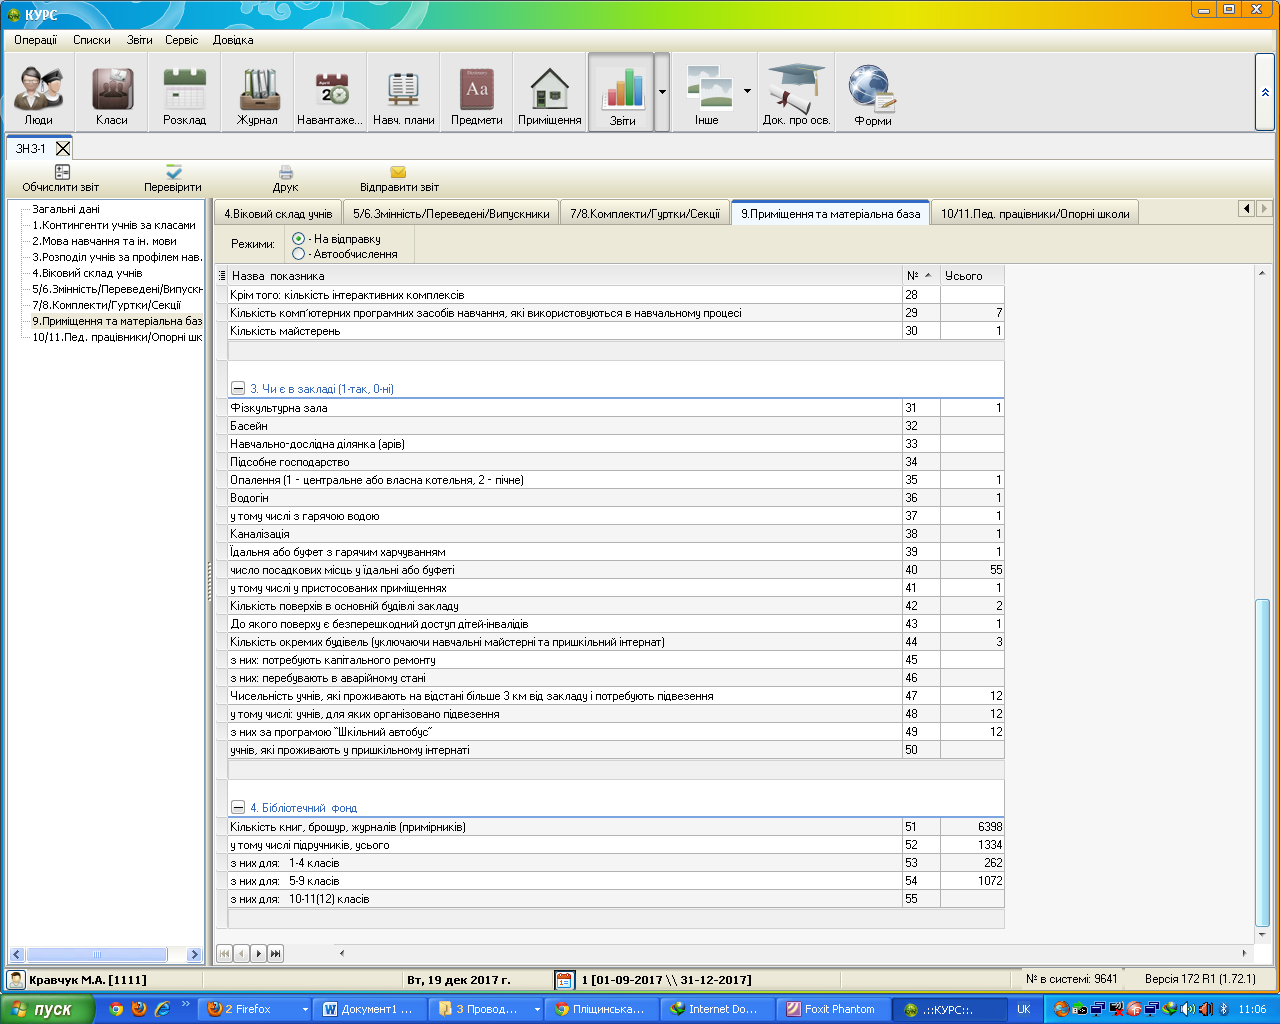 КУРС
Операції Списки Звіти Сервіс Довідка
Люди Класи Розклад Журнал Навантаже... Навч. плани Предмети Приміщення Звіти Інше Док. про осв. Форми
ЗНЗ-1
Обчислити звіт Перевірити Друк Відправити звіт
Загальні дані
1.Контингенти учнів за класами
2.Мова навчання та ін. мови
3.Розподіл учнів за профілем нав.
4.Віковий склад учнів
5/6.Змінність/Переведені/Випускн
7/8.Комплекти/Гуртки/Секції
9.Приміщення та матеріальна баз
10/11.Пед. працівники/Опорні шк
4.Віковий склад учнів 5/6.Змінність/Переведені/Випускники 7/8.Комплекти/Гуртки/Секції 9.Приміщення та матеріальна база 10/11.Пед. працівники/Опорні школи
Режими:
- На відправку
- Автообчислення
Назва показника № Усього
Крім того: кількість інтерактивних комплексів 28
Кількість комп'ютерних програмних засобів навчання, які використовуються в навчальному процесі 29 7
Кількість майстерень 30 1
3. Чи є в закладі (1-так, 0-ні)
Фізкультурна зала 31 1
Басейн 32
Навчально-дослідна ділянка (арів) 33
Підсобне господарство 34
Опалення (1 - центральне або власна котельня, 2 - пічне) 35 1
Водогін 36 1
у тому числі з гарячою водою 37 1
Каналізація 38 1
Їдальня або буфет з гарячим харчуванням 39 1
число посадкових місць у їдальні або буфеті 40 55
у тому числі у пристосованих приміщеннях 41 1
Кількість поверхів в основній будівлі закладу 42 2
До якого поверху є безперешкодний доступ дітей-інвалідів 43 1
Кількість окремих будівель (уключаючи навчальні майстерні та пришкільний інтернат) 44 3
з них: потребують капітального ремонту 45
з них: перебувають в аварійному стані 46
Чисельність учнів, які проживають на відстані більше 3 км від закладу і потребують підвезення 47 12
у тому числі: учнів, для яких організовано підвезення 48 12
з них за програмою "Шкільний автобус" 49 12
учнів, які проживають у пришкільному інтернаті 50
4. Бібліотечний фонд
Кількість книг, брошур, журналів (примірників) 51 6398
у тому числі підручників, усього 52 1334
з них для: 1-4 класів 53 262
з них для: 5-9 класів 54 1072
з них для: 10-11(12) класів 55
Кравчук М.А. [1111] Вт, 19 дек 2017 г. 1 [01-09-2017 \\ 31-12-2017] № в системі: 9641 Версія 172 R1 (1.72.1)
пуск 2 Firefox Документ1 ... 3 Провод... Пліщинська... Internet Do... Foxit Phantom .::КУРС::. UK 11:06